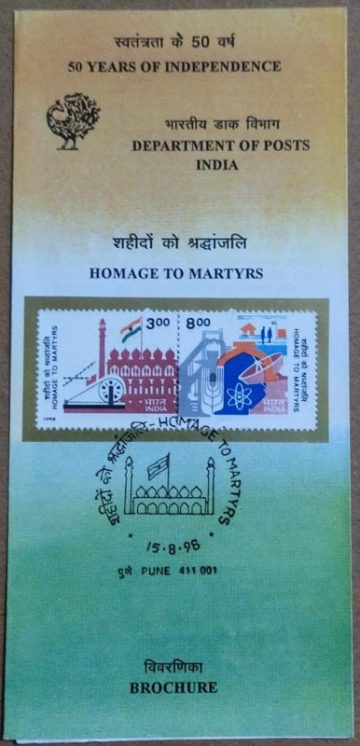 स्वतंत्रता के 50 वर्ष
50 YEARS OF INDEPENDENCE
भारतीय डाक विभाग
DEPARTMENT OF POSTS
INDIA
शहीदों को श्रद्धांजलि
HOMAGE TO MARTYRS
शहीदों को श्रद्धांजलि
HOMAGE TO MARTYRS
3.00
भारत
INDIA
1998
8.00
भारत
INDIA
HOMAGE TO MARTYRS
शहीदों को श्रद्धांजलि
शहीदों को श्रद्धांजलि - HOMAGE TO MARTYRS
15.8.98
पुणे PUNE 411 001
विवरणिका
BROCHURE